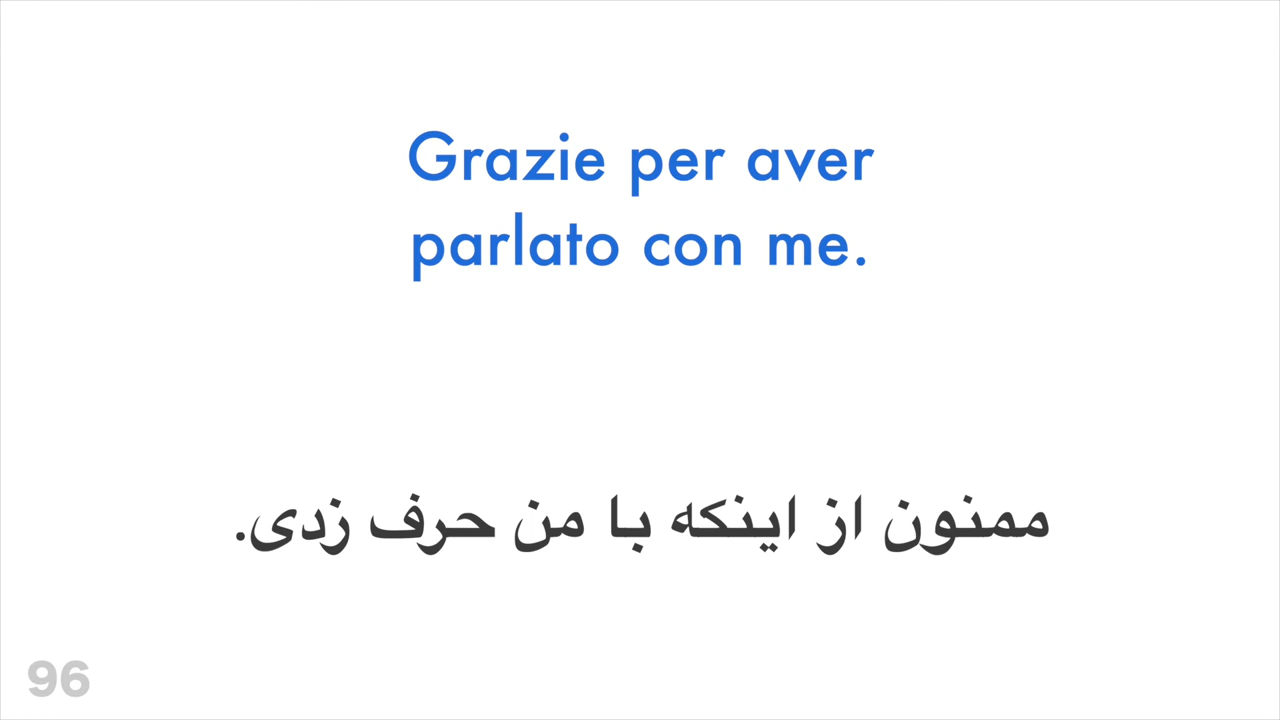 Grazie per aver
parlato con me.
ممنون از اینکه با من حرف زدی.
96